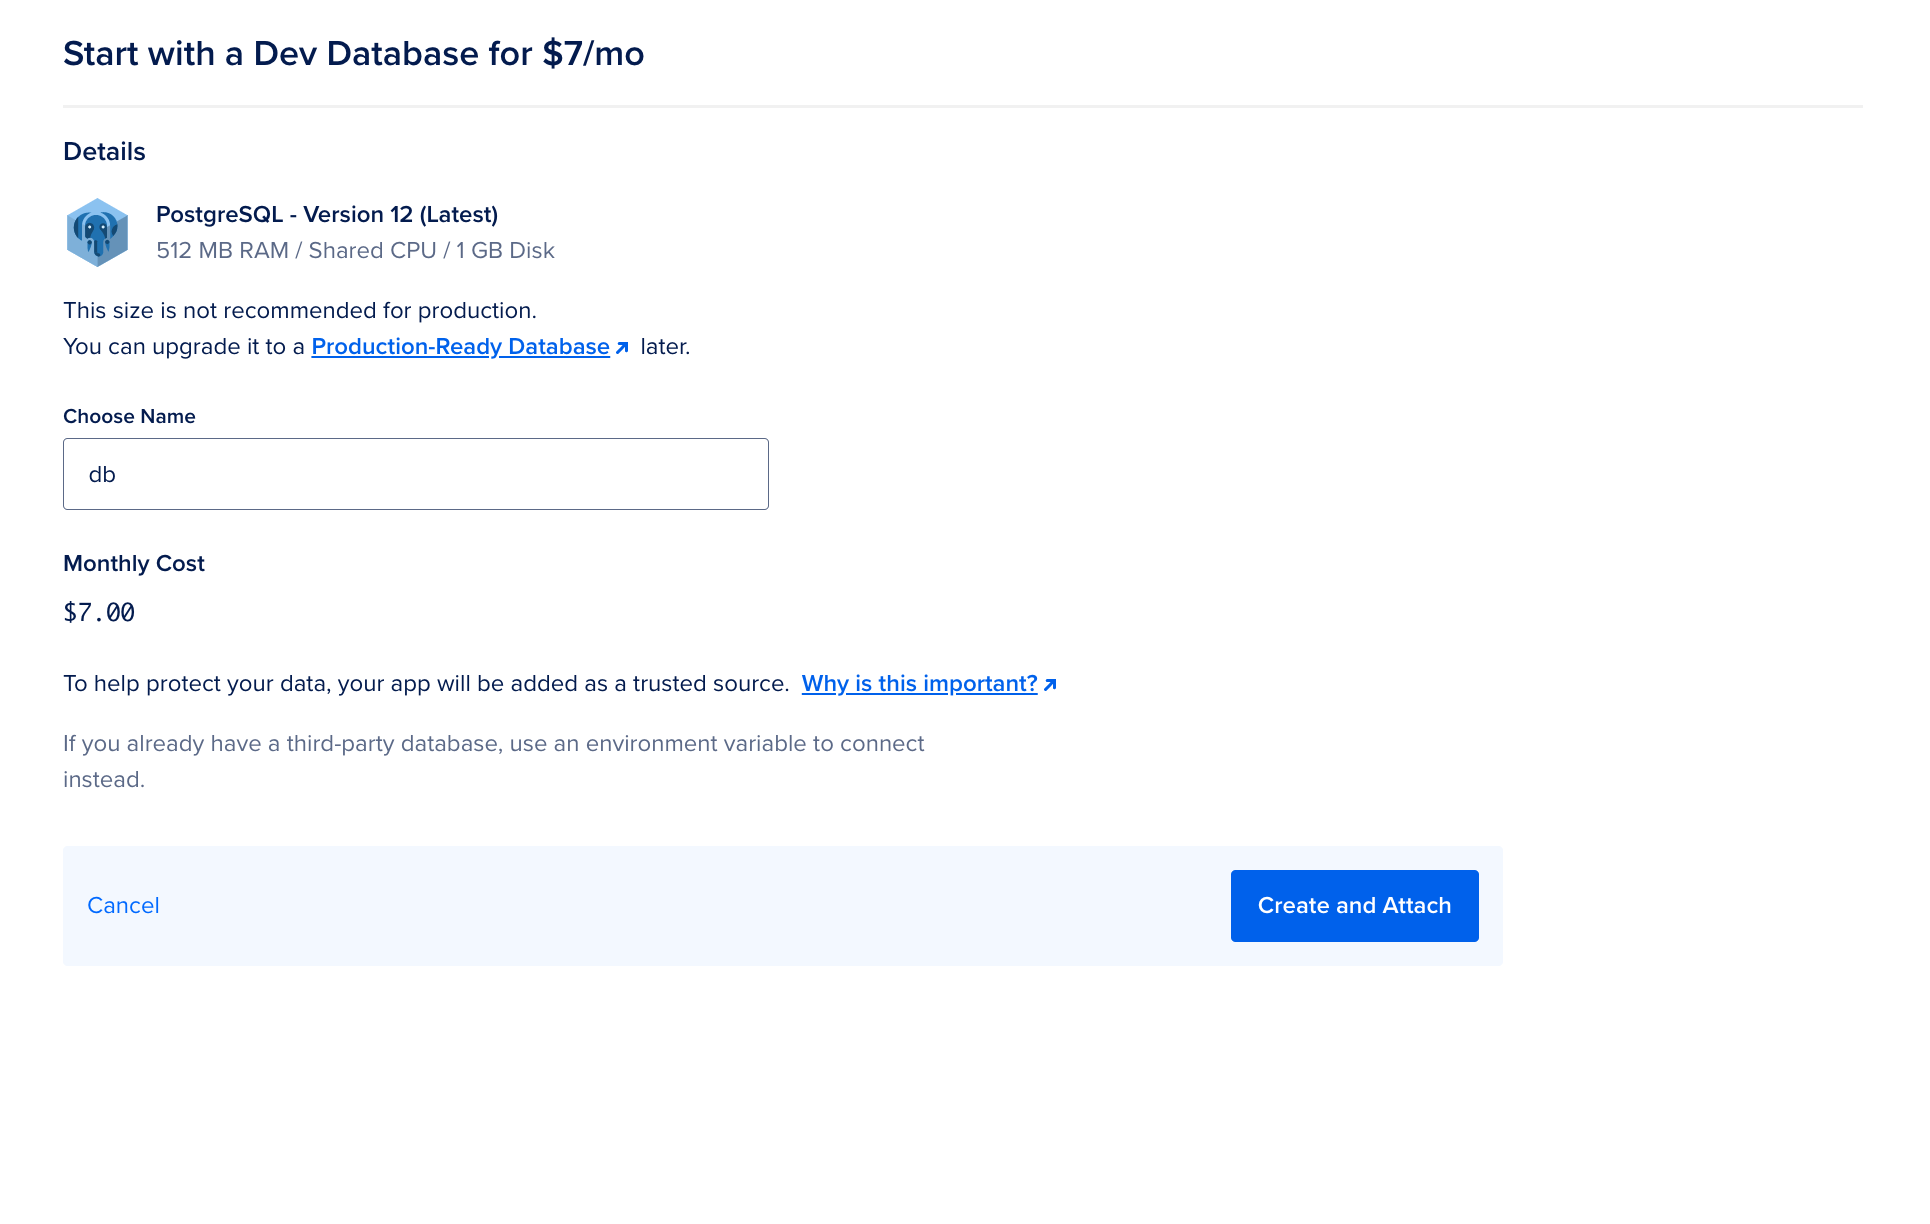 Start with a Dev Database for $7/mo
Details
PostgreSQL - Version 12 (Latest)
512 MB RAM / Shared CPU / 1 GB Disk
This size is not recommended for production.
You can upgrade it to a Production-Ready Database later.
Choose Name
db
Monthly Cost
$7.00
To help protect your data, your app will be added as a trusted source. Why is this important?
If you already have a third-party database, use an environment variable to connect
instead.
Cancel
Create and Attach